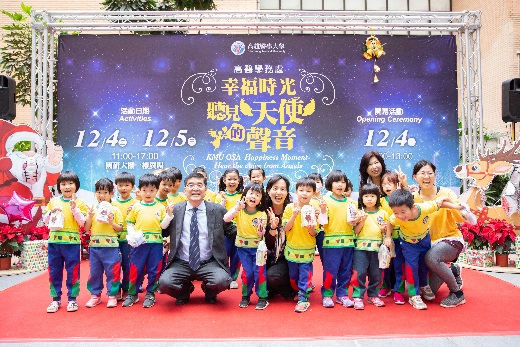 高雄醫學大學
高醫學務處
幸福時光
聽見天使
的聲音
KMU OSA Happiness Moment
Hear the voice from Angels
活動日期
Activities
12/4 12/5
11:00-17:00
開幕活動
Opening Ceremony
12/4